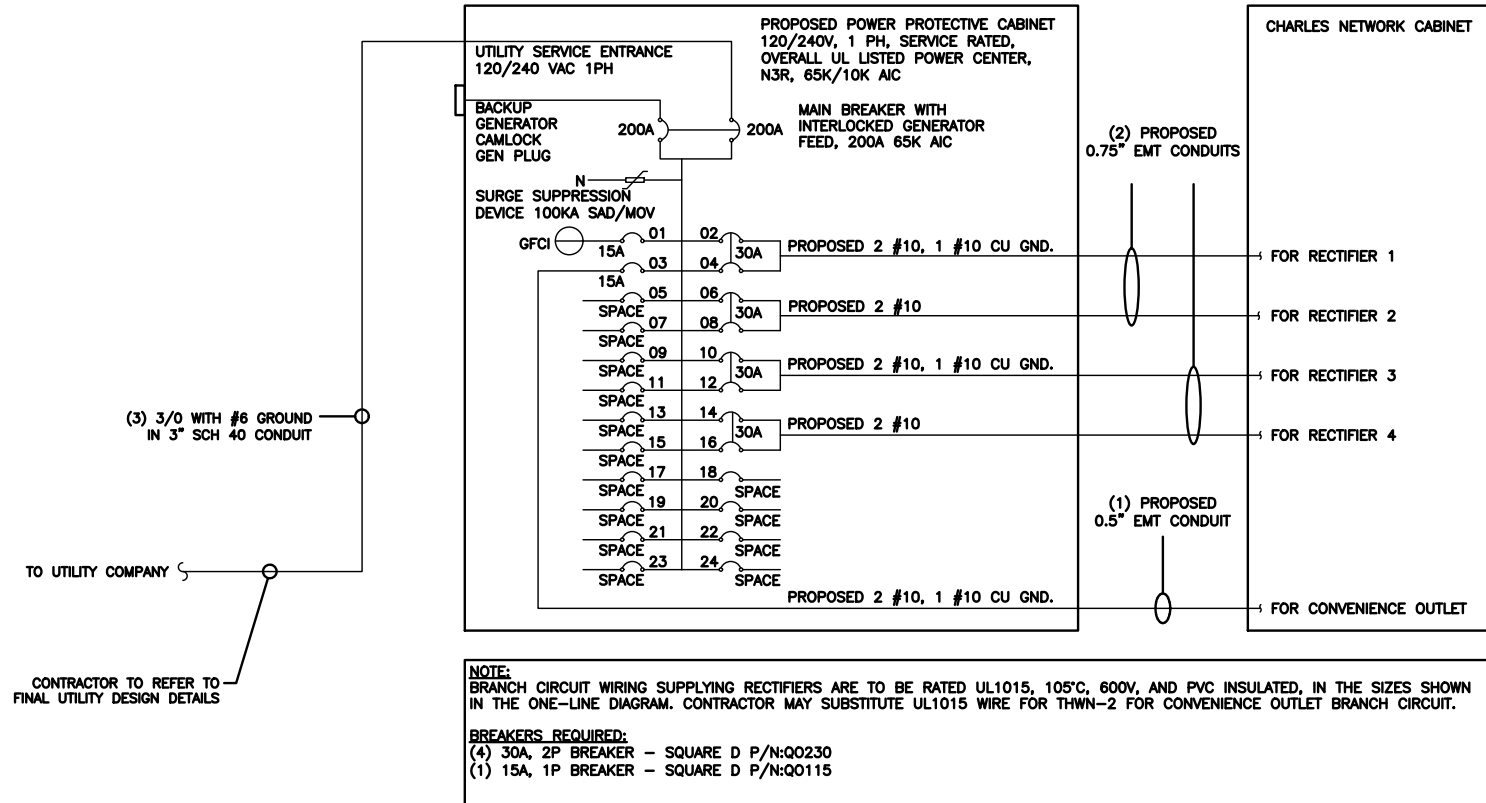 PROPOSED POWER PROTECTIVE CABINET
120/240V, 1 PH, SERVICE RATED,
OVERALL UL LISTED POWER CENTER,
N3R, 65K/10K AIC
CHARLES NETWORK CABINET
UTILITY SERVICE ENTRANCE
120/240 VAC 1PH
BACKUP
GENERATOR
CAMLOCK
GEN PLUG
200A
200A
MAIN BREAKER WITH
INTERLOCKED GENERATOR
FEED, 200A 65K AIC
(2) PROPOSED
0.75" EMT CONDUITS
N
SURGE SUPPRESSION
DEVICE 100KA SAD/MOV
GFCI
15A
01
02
30A
PROPOSED 2 #10, 1 #10 CU GND.
FOR RECTIFIER 1
15A
03
04
SPACE
05
06
30A
PROPOSED 2 #10
FOR RECTIFIER 2
SPACE
07
08
SPACE
09
10
30A
PROPOSED 2 #10, 1 #10 CU GND.
FOR RECTIFIER 3
SPACE
11
12
SPACE
13
14
30A
PROPOSED 2 #10
FOR RECTIFIER 4
SPACE
15
16
SPACE
17
18
SPACE
SPACE
19
20
SPACE
SPACE
21
22
SPACE
SPACE
23
24
SPACE
(3) 3/0 WITH #6 GROUND
IN 3" SCH 40 CONDUIT
(1) PROPOSED
0.5" EMT CONDUIT
TO UTILITY COMPANY
PROPOSED 2 #10, 1 #10 CU GND.
FOR CONVENIENCE OUTLET
CONTRACTOR TO REFER TO
FINAL UTILITY DESIGN DETAILS
NOTE:
BRANCH CIRCUIT WIRING SUPPLYING RECTIFIERS ARE TO BE RATED UL1015, 105°C, 600V, AND PVC INSULATED, IN THE SIZES SHOWN
IN THE ONE-LINE DIAGRAM. CONTRACTOR MAY SUBSTITUTE UL1015 WIRE FOR THWN-2 FOR CONVENIENCE OUTLET BRANCH CIRCUIT.
BREAKERS REQUIRED:
(4) 30A, 2P BREAKER - SQUARE D P/N:QO230
(1) 15A, 1P BREAKER - SQUARE D P/N:QO115